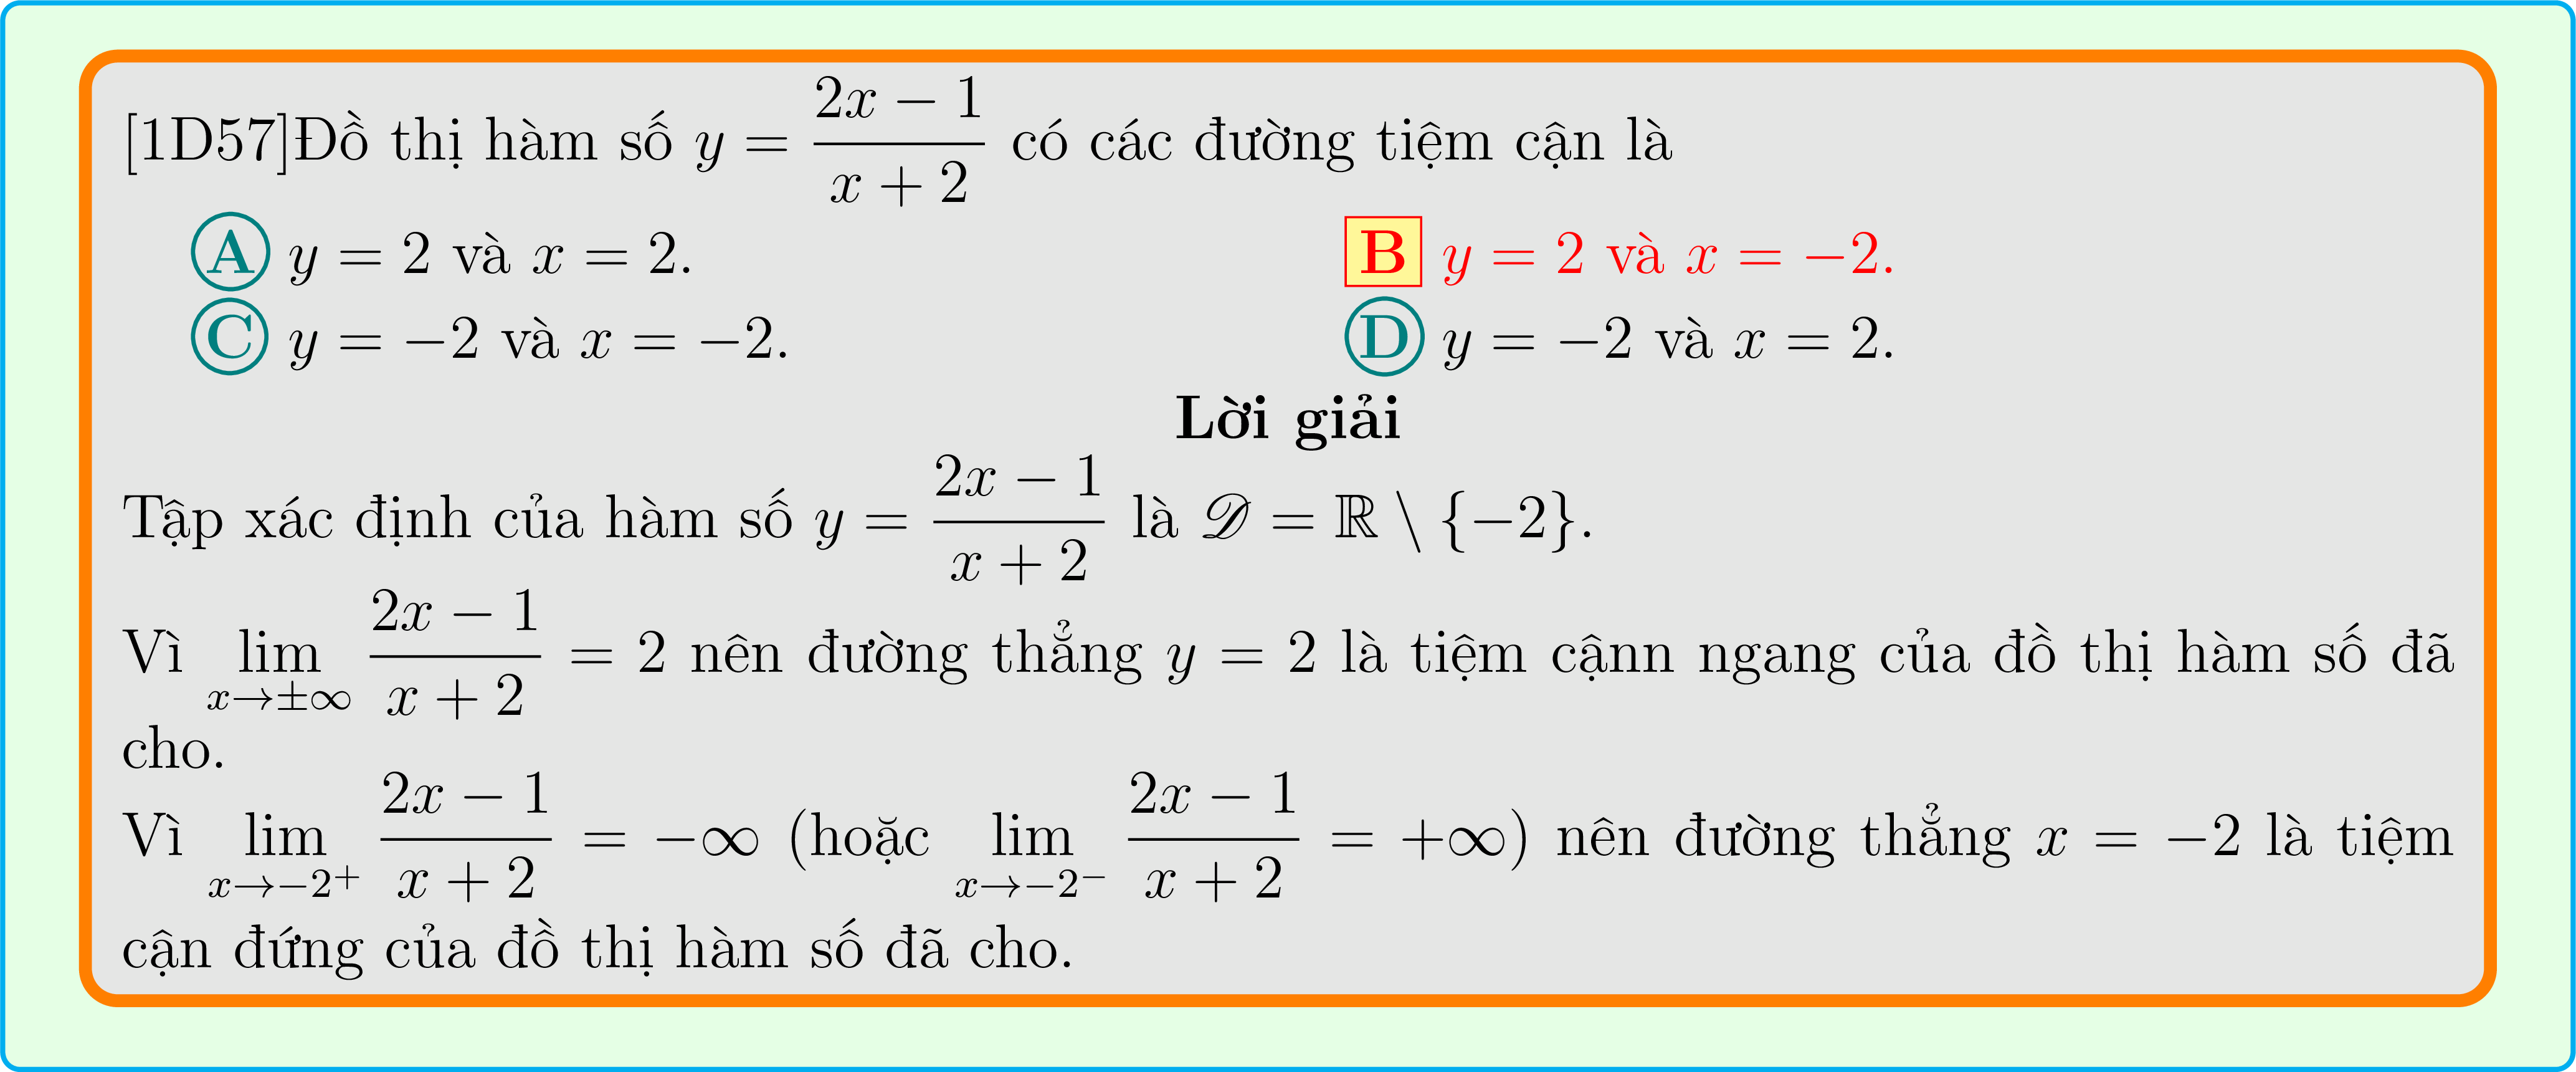 [1D57]Đồ thị hàm số $y = \dfrac{2x-1}{x+2}$ có các đường tiệm cận là
A $y = 2$ và $x = 2$. B $y = 2$ và $x = -2$.
C $y = -2$ và $x = -2$. D $y = -2$ và $x = 2$.
Lời giải
Tập xác định của hàm số $y = \dfrac{2x-1}{x+2}$ là $\mathscr{D} = \mathbb{R} \setminus \{-2\}$.
Vì $\lim\limits_{x \to \pm\infty} \dfrac{2x-1}{x+2} = 2$ nên đường thẳng $y = 2$ là tiệm cậnn ngang của đồ thị hàm số đã
cho.
Vì $\lim\limits_{x \to -2^+} \dfrac{2x-1}{x+2} = -\infty$ (hoặc $\lim\limits_{x \to -2^-} \dfrac{2x-1}{x+2} = +\infty$) nên đường thẳng $x = -2$ là tiệm
cận đứng của đồ thị hàm số đã cho.